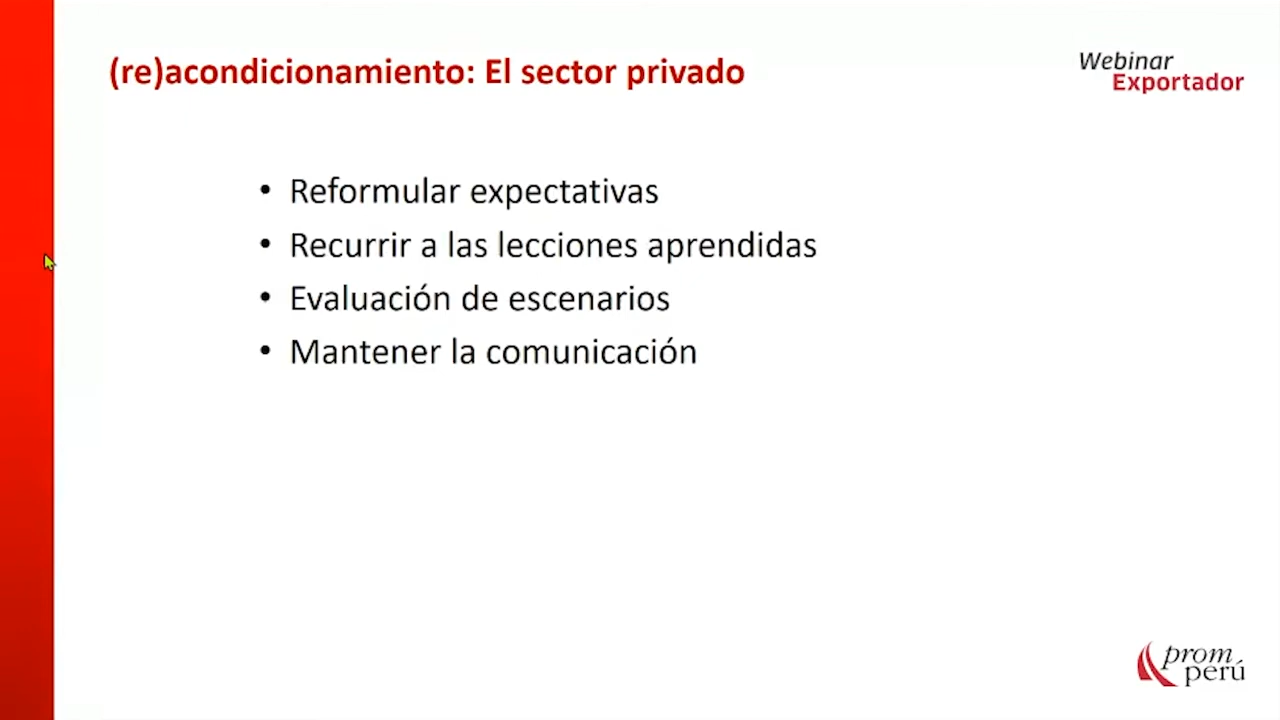 (re)acondicionamiento: El sector privado
Webinar
Exportador
• Reformular expectativas
• Recurrir a las lecciones aprendidas
• Evaluación de escenarios
• Mantener la comunicación
prom
perú